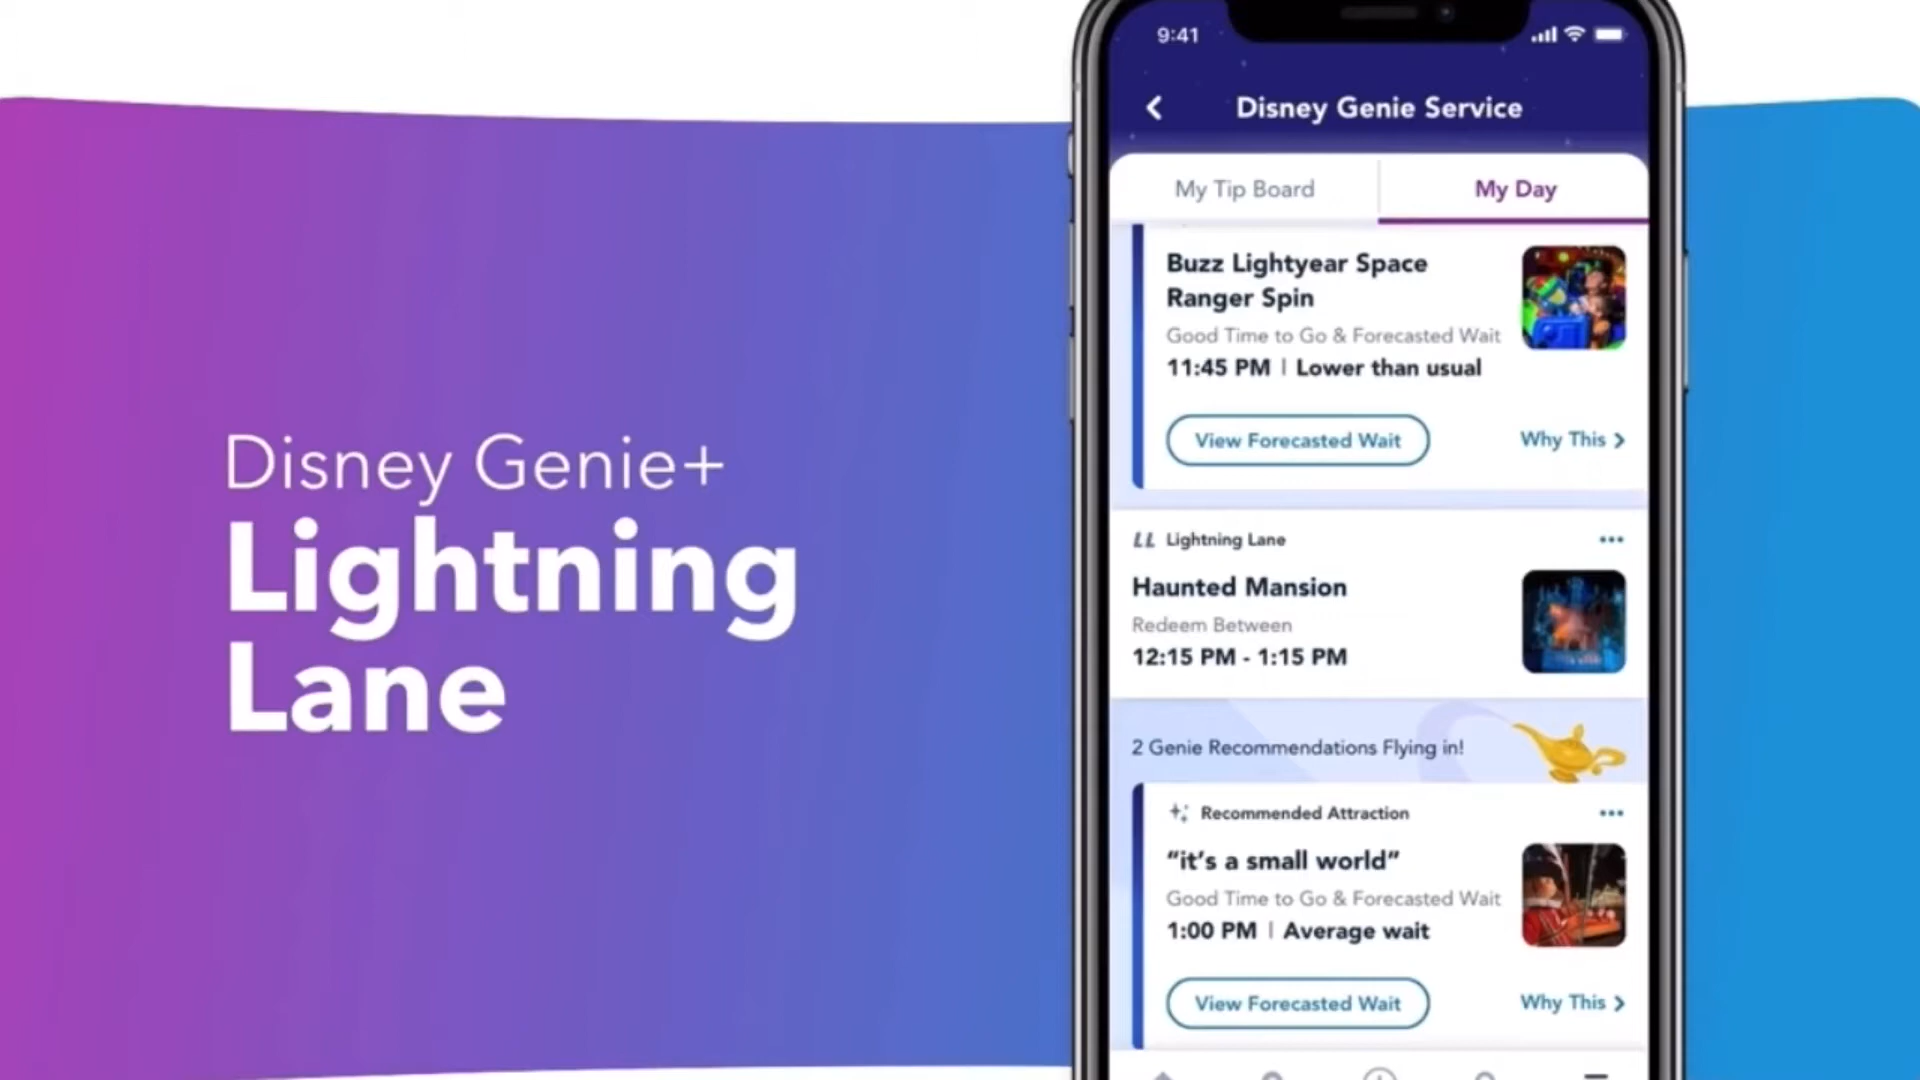 Disney Genie+
Lightning
Lane
9:41
Disney Genie Service
My Tip Board
My Day
Buzz Lightyear Space
Ranger Spin
Good Time to Go & Forecasted Wait
11:45 PM | Lower than usual
View Forecasted Wait
Why This
LL Lightning Lane
Haunted Mansion
Redeem Between
12:15 PM - 1:15 PM
2 Genie Recommendations Flying in!
Recommended Attraction
“it’s a small world”
Good Time to Go & Forecasted Wait
1:00 PM | Average wait
View Forecasted Wait
Why This